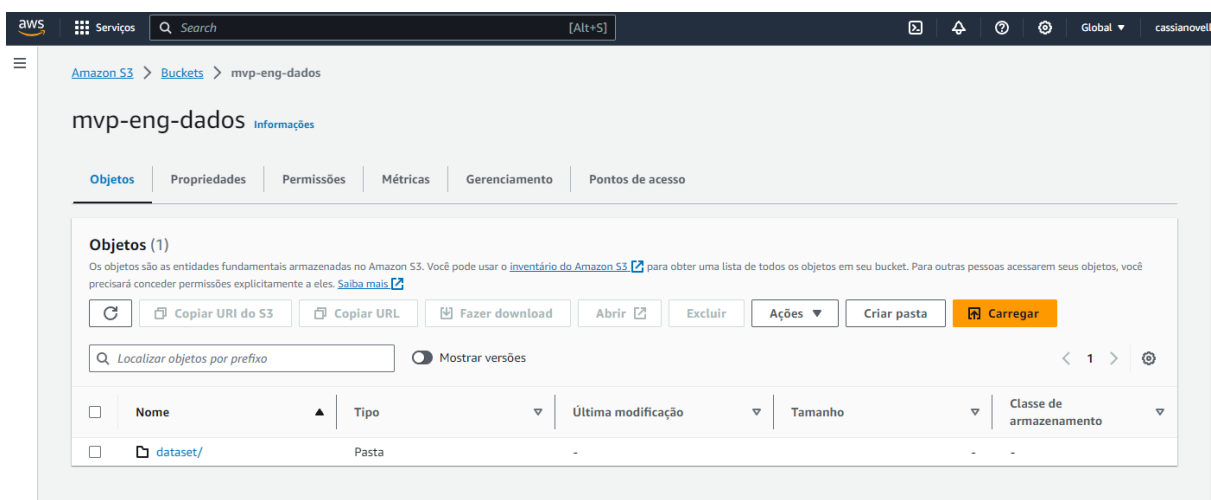 aws Serviços Search [Alt+S] Global cassianovell
Amazon S3 > Buckets > mvp-eng-dados
mvp-eng-dados Informações
Objetos Propriedades Permissões Métricas Gerenciamento Pontos de acesso
Objetos (1)
Os objetos são as entidades fundamentais armazenadas no Amazon S3. Você pode usar o inventário do Amazon S3 para obter uma lista de todos os objetos em seu bucket. Para outras pessoas acessarem seus objetos, você
precisará conceder permissões explicitamente a eles. Saiba mais
Copiar URI do S3 Copiar URL Fazer download Abrir Excluir Ações Criar pasta Carregar
Localizar objetos por prefixo Mostrar versões < 1 >
Nome Tipo Última modificação Tamanho Classe de
armazenamento
dataset/ Pasta - - -